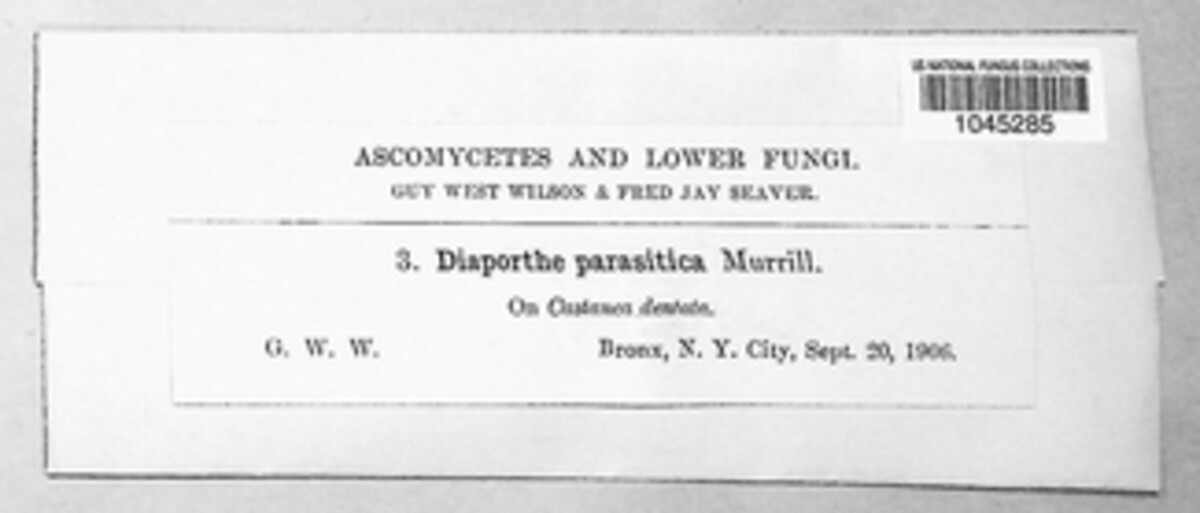 US NATIONAL FUNGUS COLLECTIONS
1045285
ASCOMYCETES AND LOWER FUNGI.
GUY WEST WILSON & FRED JAY SEAVER.
3. Diaporthe parasitica Murrill.
On Castanea dentata.
G. W. W. Bronx, N. Y. City, Sept. 20, 1906.